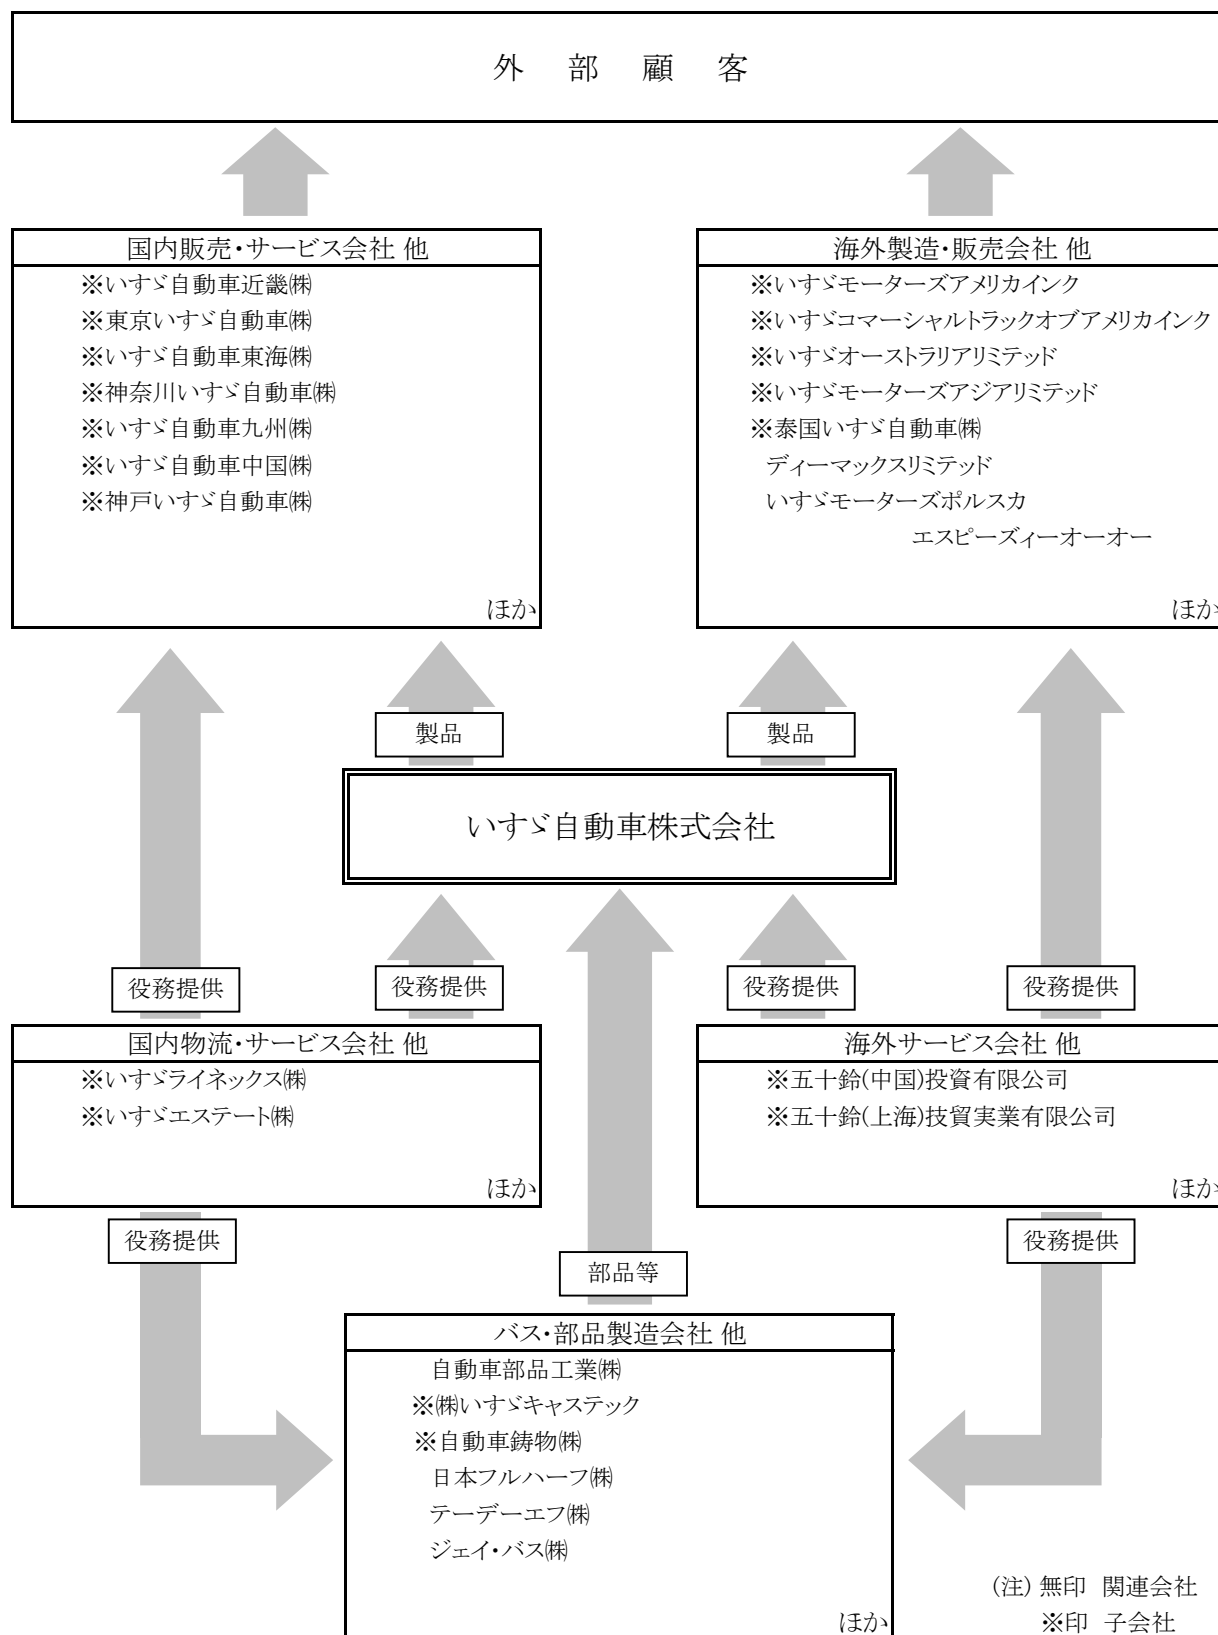 外部顧客
国内販売・サービス会社 他
※いすゞ自動車近畿㈱
※東京いすゞ自動車㈱
※いすゞ自動車東海㈱
※神奈川いすゞ自動車㈱
※いすゞ自動車九州㈱
※いすゞ自動車中国㈱
※神戸いすゞ自動車㈱
ほか
海外製造・販売会社 他
※いすゞモーターズアメリカインク
※いすゞコマーシャルトラックオブアメリカインク
※いすゞオーストラリアリミテッド
※いすゞモーターズアジアリミテッド
※泰国いすゞ自動車㈱
ディーマックスリミテッド
いすゞモーターズポルスカ
エスピーズィーオーオー
ほか
製品
製品
いすゞ自動車株式会社
役務提供
役務提供
役務提供
役務提供
国内物流・サービス会社 他
※いすゞライネックス㈱
※いすゞエステート㈱
ほか
海外サービス会社 他
※五十鈴(中国)投資有限公司
※五十鈴(上海)技貿実業有限公司
ほか
役務提供
部品等
役務提供
バス・部品製造会社 他
自動車部品工業㈱
※㈱いすゞキャステック
※自動車鋳物㈱
日本フルハーフ㈱
テーデーエフ㈱
ジェイ・バス㈱
ほか
(注) 無印 関連会社
※印 子会社